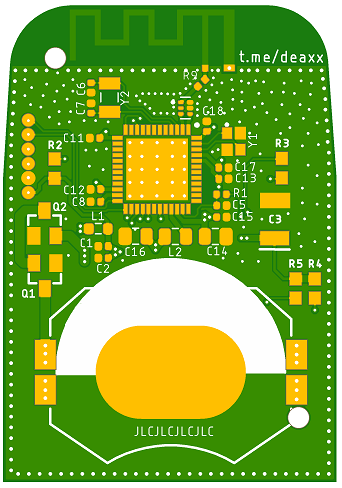 t.me/deaxx
R9
C6
C7
Y2
C18
C11
Y1
R2
R3
C17
C13
C12
C8
R1
C5
C15
Q2
L1
C3
C1
C2
C16
L2
C14
R5 R4
Q1
JLCJLCJLCJLC